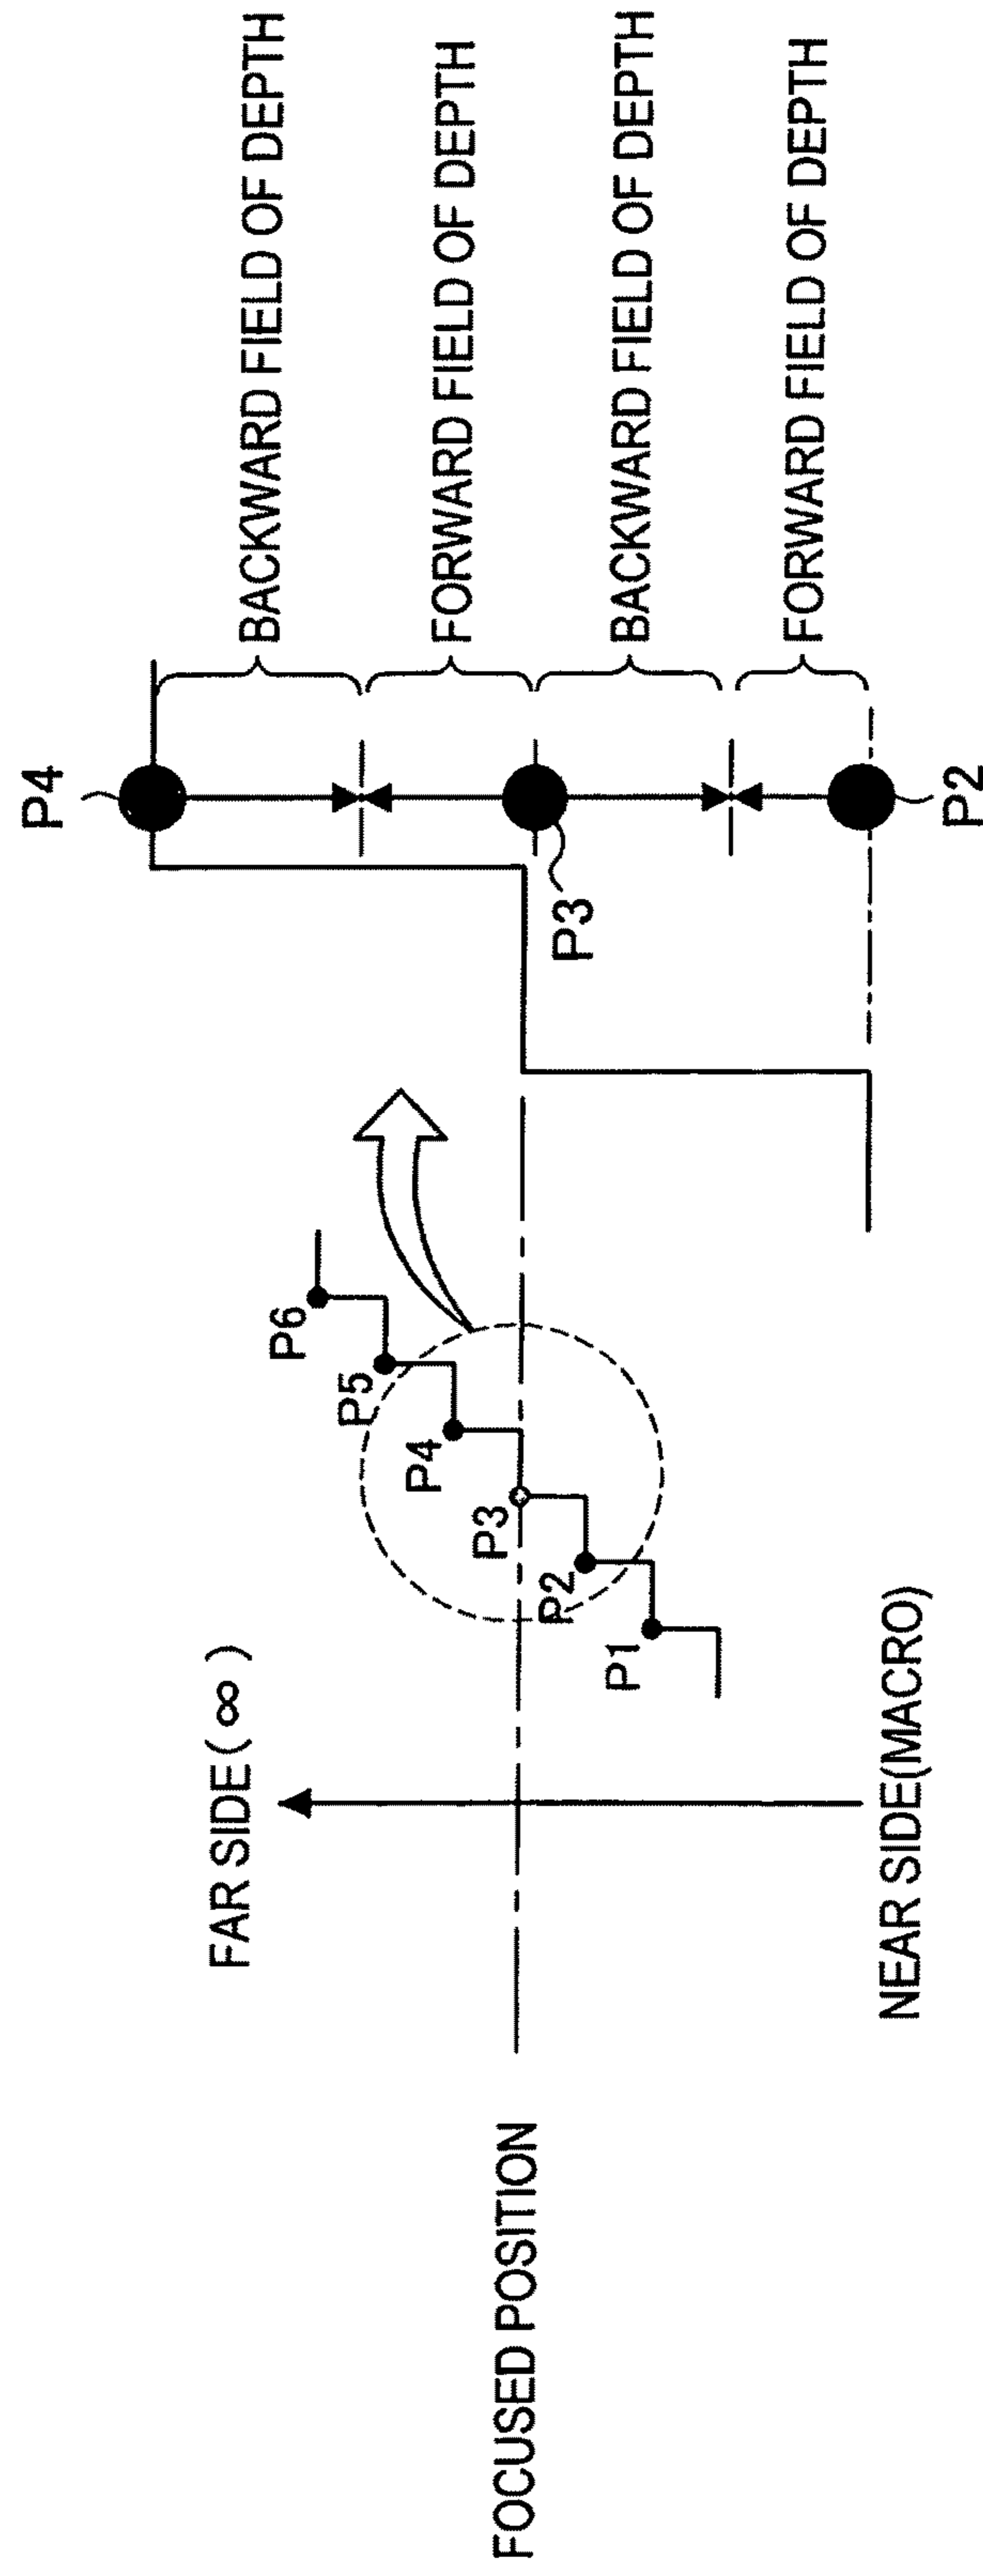 FAR SIDE(∞)
NEAR SIDE(MACRO)
FOCUSED POSITION
P1
P2
P3
P4
P5
P6
P4
P3
P2
BACKWARD FIELD OF DEPTH
FORWARD FIELD OF DEPTH
BACKWARD FIELD OF DEPTH
FORWARD FIELD OF DEPTH